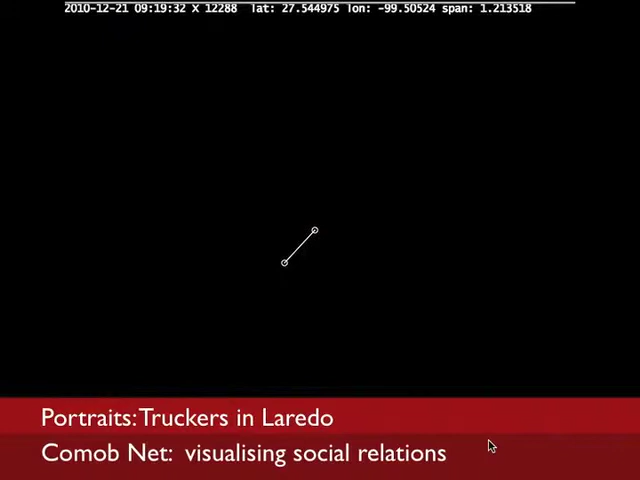 2010-12-21 09:19:32 X 12288 lat: 27.544975 lon: -99.50524 span: 1.213518
Portraits: Truckers in Laredo
Comob Net: visualising social relations